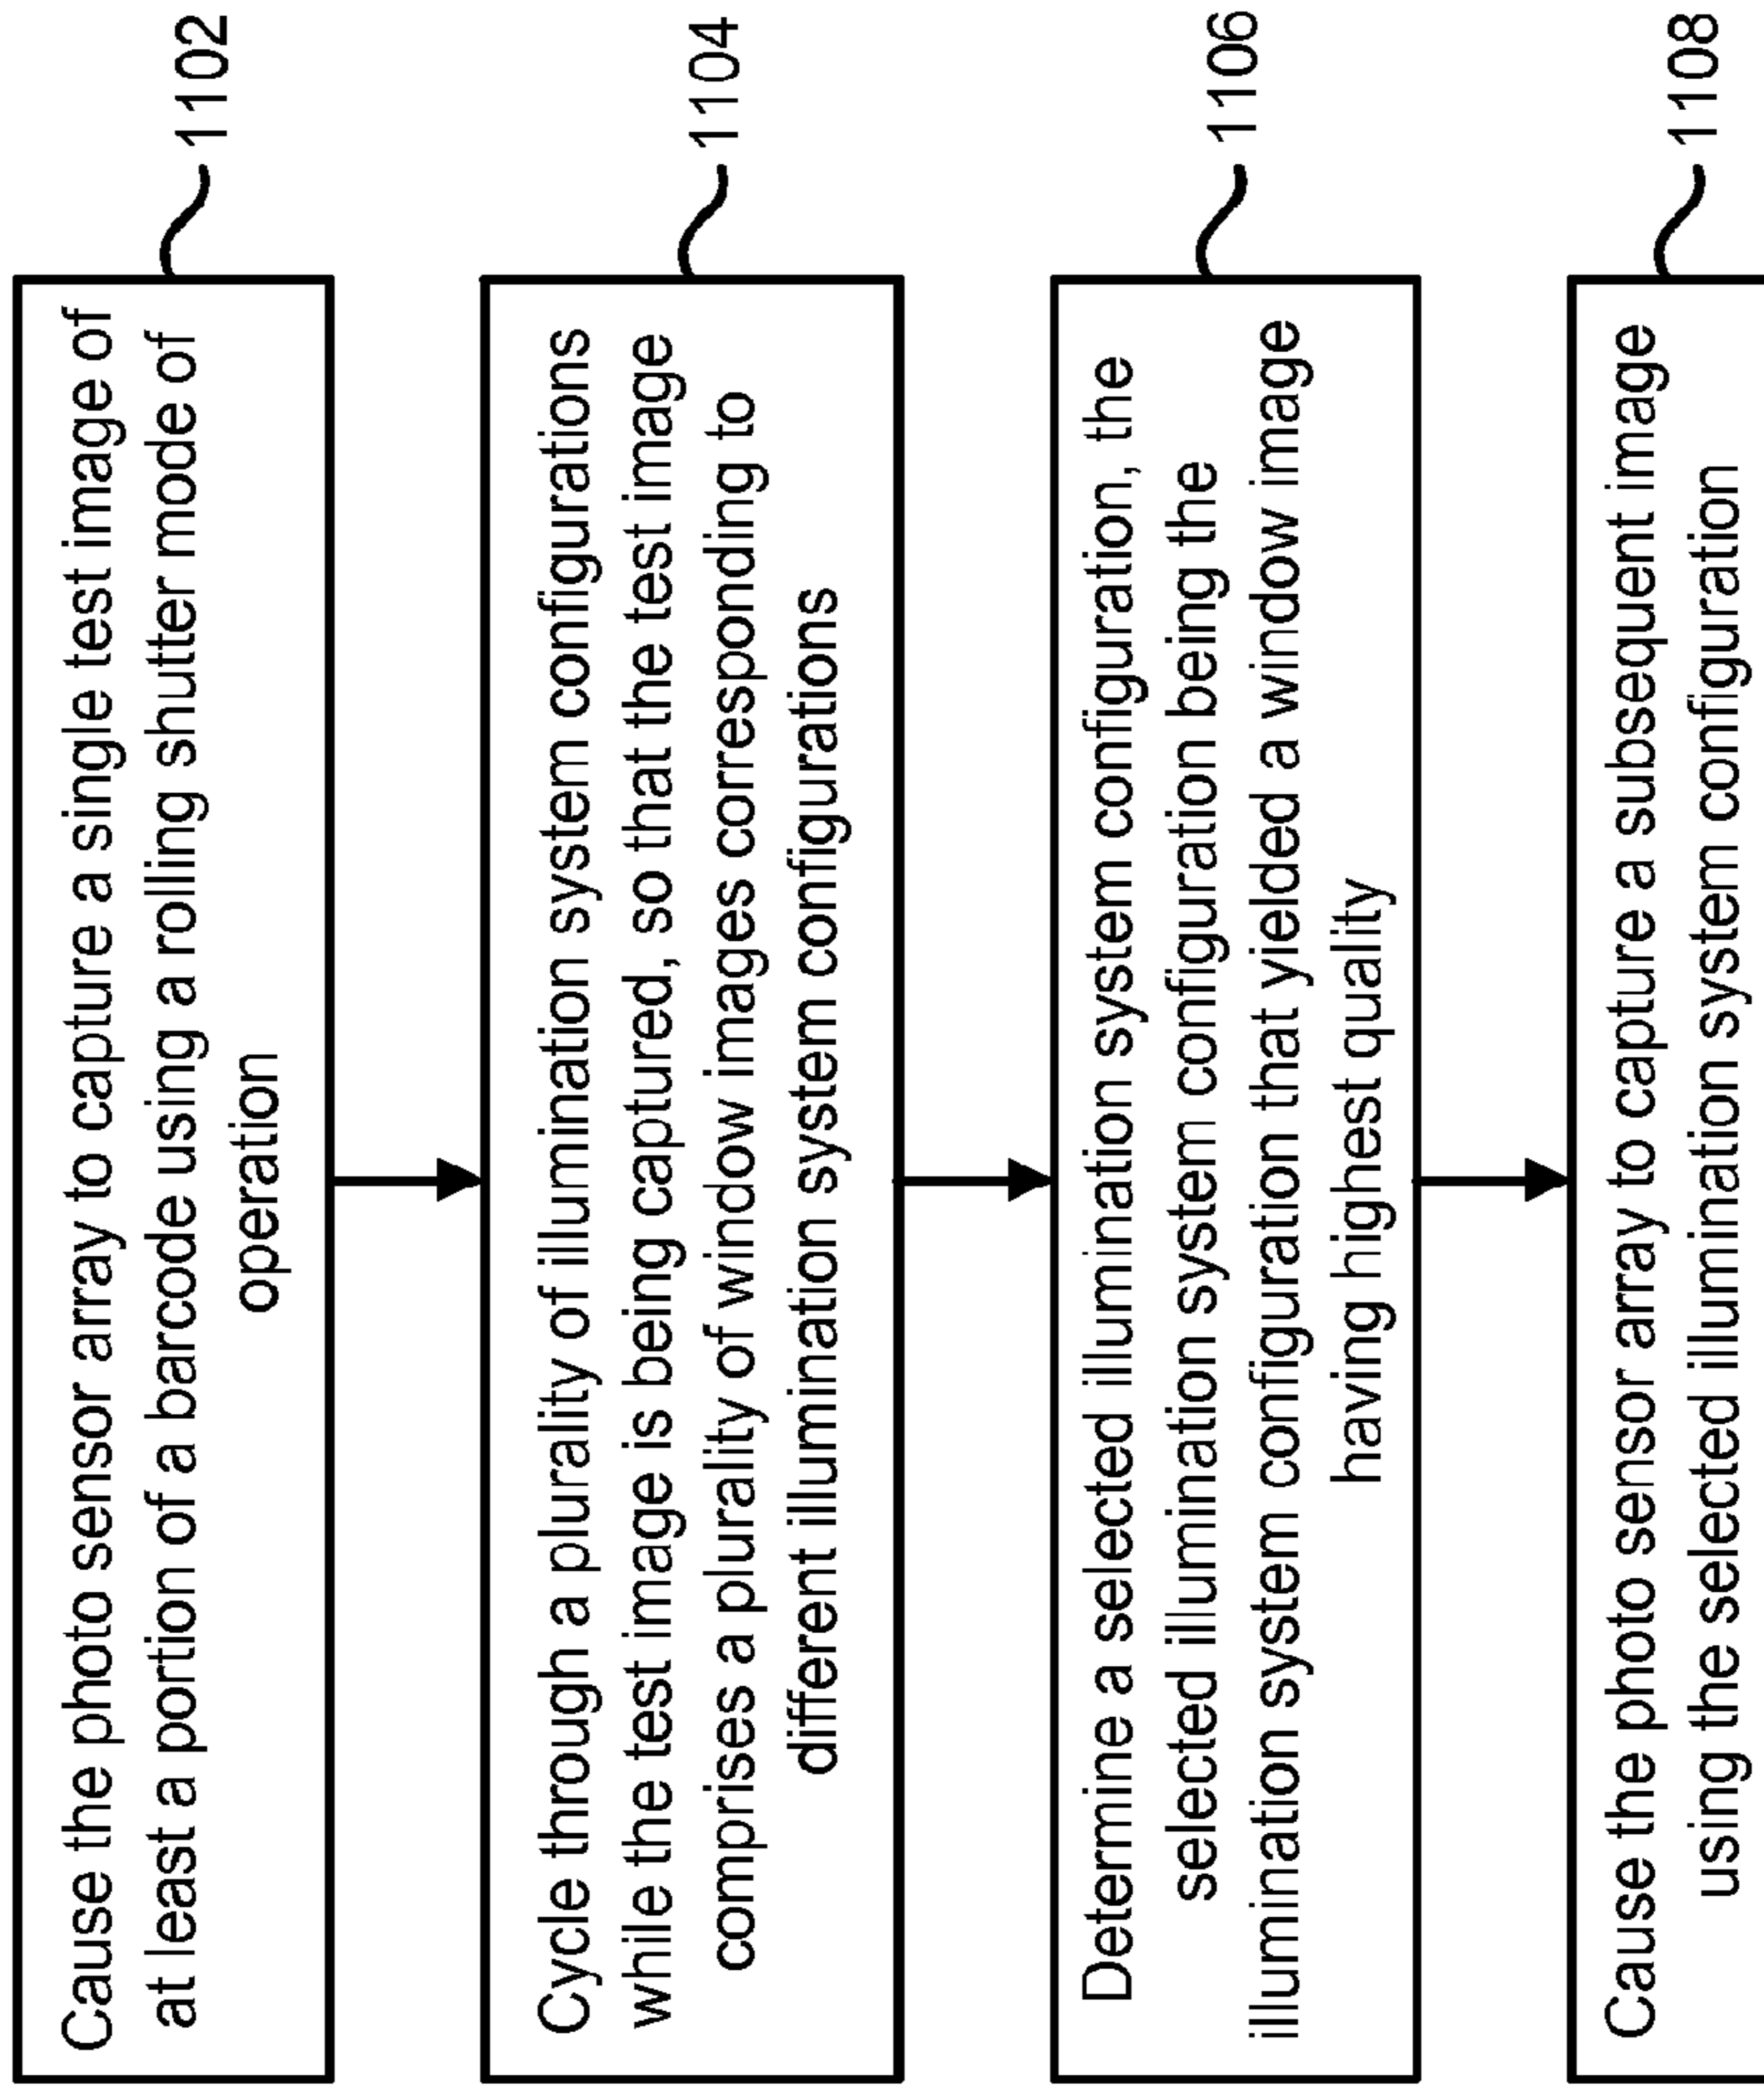 Cause the photo sensor array to capture a single test image of
at least a portion of a barcode using a rolling shutter mode of
operation
1102
Cycle through a plurality of illumination system configurations
while the test image is being captured, so that the test image
comprises a plurality of window images corresponding to
different illumination system configurations
1104
Determine a selected illumination system configuration, the
selected illumination system configuration being the
illumination system configuration that yielded a window image
having highest quality
1106
Cause the photo sensor array to capture a subsequent image
using the selected illumination system configuration
1108